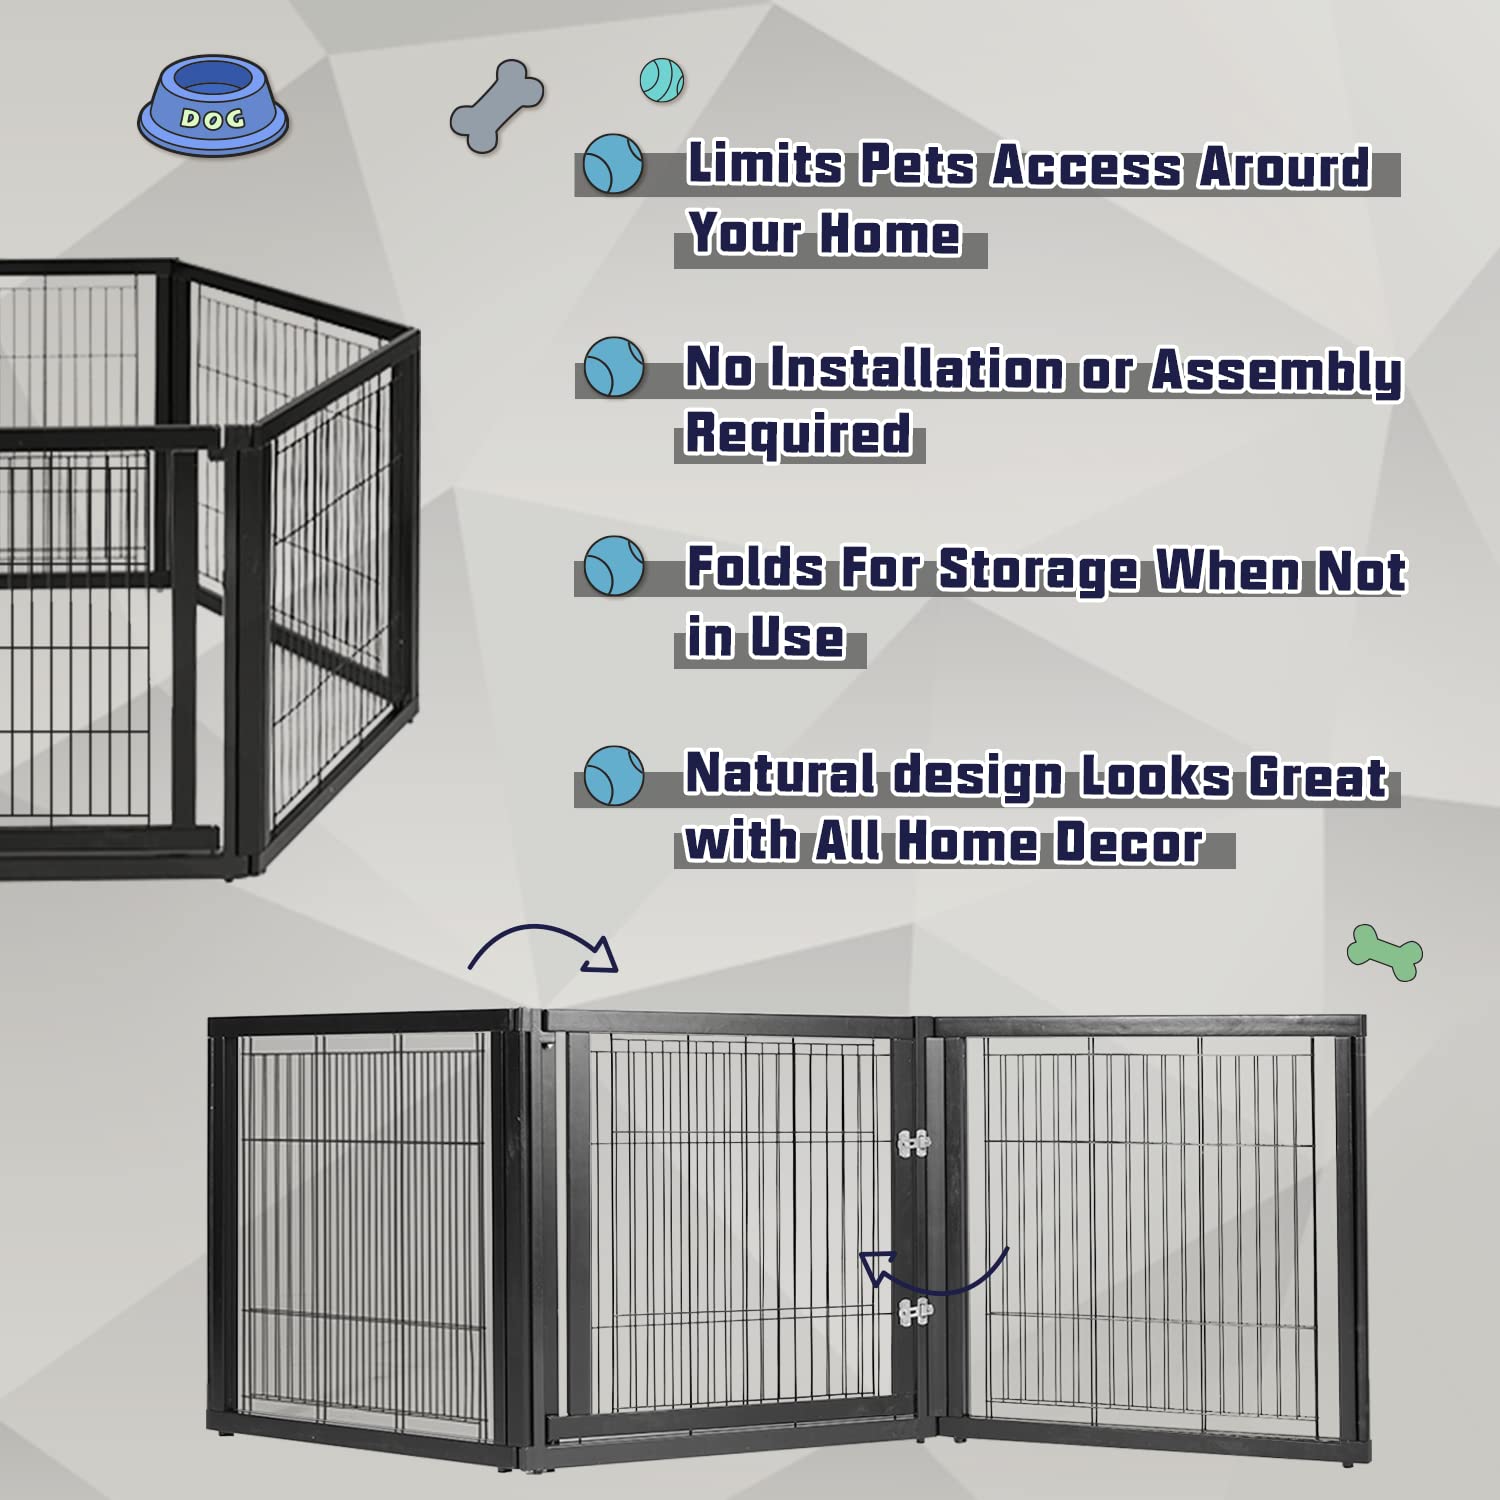 DOG
Limits Pets Access Arourd
Your Home
No Installation or Assembly
Required
Folds For Storage When Not
in Use
Natural design Looks Great
with All Home Decor